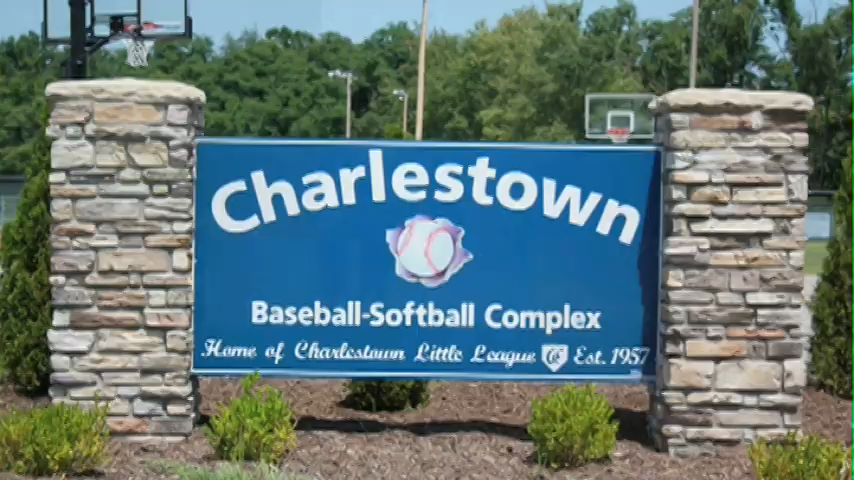 Charlestown
Baseball-Softball Complex
Home of Charlestown Little League Est. 1957